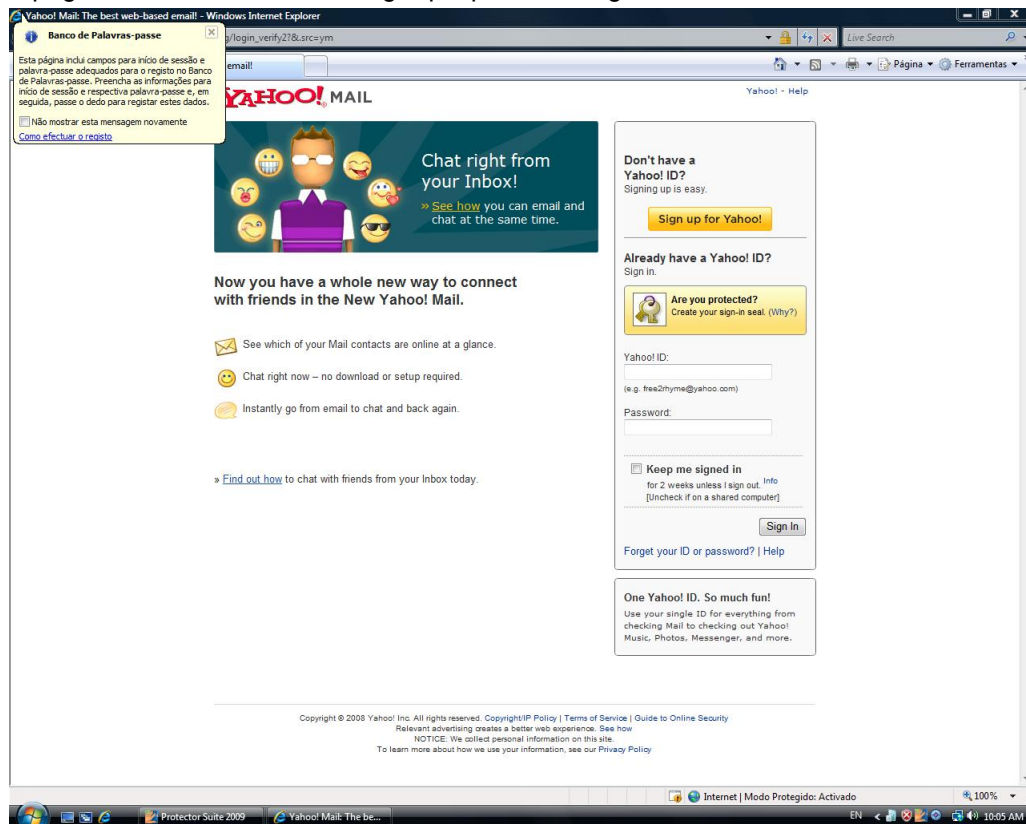 Yahoo! Mail: The best web-based email! - Windows Internet Explorer
Banco de Palavras-passe
Esta página inclui campos para início de sessão e
palavra-passe adequados para o registo no Banco
de Palavras-passe. Preencha as informações para
início de sessão e respectiva palavra-passe e, em
seguida, passe o dedo para registar estes dados.
Não mostrar esta mensagem novamente
Como efectuar o registo
g/login_verify2?&.src=ym
Live Search
email!
Página
Ferramentas
YAHOO! MAIL
Yahoo! - Help
Chat right from
your Inbox!
» See how you can email and
chat at the same time.
Now you have a whole new way to connect
with friends in the New Yahoo! Mail.
See which of your Mail contacts are online at a glance.
Chat right now – no download or setup required.
Instantly go from email to chat and back again.
» Find out how to chat with friends from your Inbox today.
Don't have a
Yahoo! ID?
Signing up is easy.
Sign up for Yahoo!
Already have a Yahoo! ID?
Sign in.
Are you protected?
Create your sign-in seal. (Why?)
Yahoo! ID:
(e.g. free2rhyme@yahoo.com)
Password:
Keep me signed in
for 2 weeks unless I sign out. Info
[Uncheck if on a shared computer]
Sign In
Forget your ID or password? | Help
One Yahoo! ID. So much fun!
Use your single ID for everything from
checking Mail to checking out Yahoo!
Music, Photos, Messenger, and more.
Copyright © 2008 Yahoo! Inc. All rights reserved. Copyright/IP Policy | Terms of Service | Guide to Online Security
Relevant advertising creates a better web experience. See how
NOTICE: We collect personal information on this site.
To learn more about how we use your information, see our Privacy Policy
Internet | Modo Protegido: Activado
100%
Protector Suite 2009
Yahoo! Mail: The be...
EN
10:05 AM